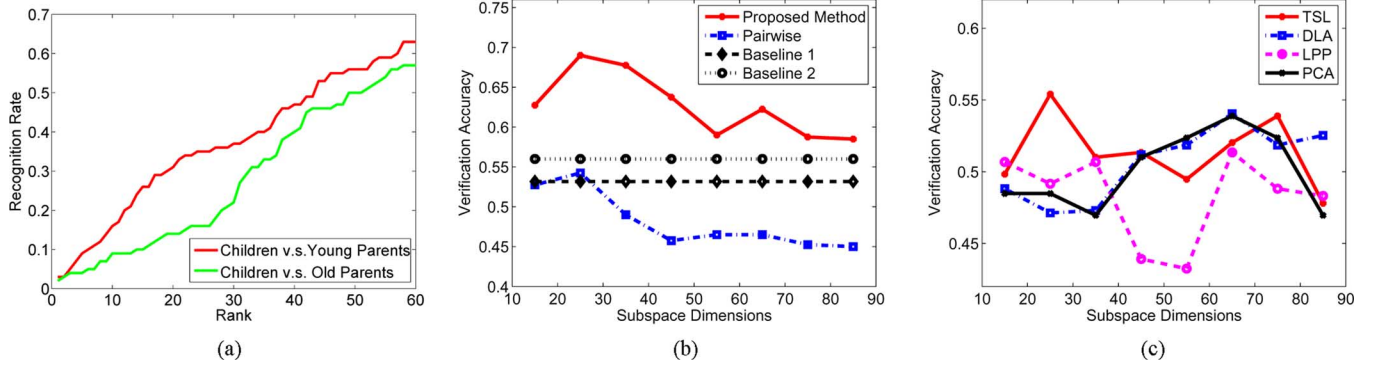 0.7
0.6
0.5
0.4
0.3
0.2
0.1
0
0
10
20
30
40
50
60
Recognition Rate
Rank
Children v.s.Young Parents
Children v.s. Old Parents
(a)
0.75
0.7
0.65
0.6
0.55
0.5
0.45
0.4
10
20
30
40
50
60
70
80
90
Verification Accuracy
Subspace Dimensions
Proposed Method
Pairwise
Baseline 1
Baseline 2
(b)
0.6
0.55
0.5
0.45
10
20
30
40
50
60
70
80
90
Verification Accuracy
Subspace Dimensions
TSL
DLA
LPP
PCA
(c)